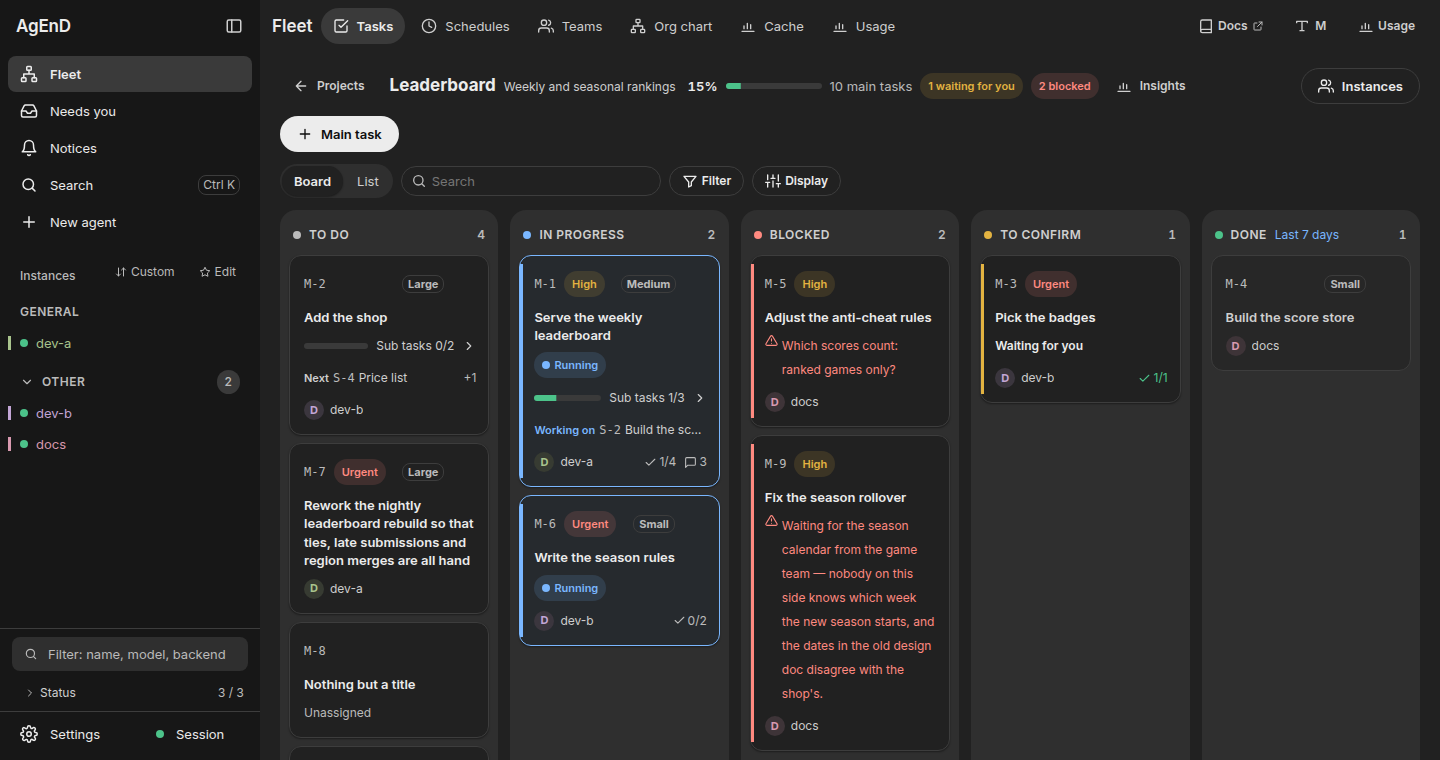 AgEnD
Fleet
Needs you
Notices
Search
Ctrl K
New agent
Instances
Custom
Edit
GENERAL
dev-a
OTHER
2
dev-b
docs
Filter: name, model, backend
Status
3 / 3
Settings
Session
Fleet
Tasks
Schedules
Teams
Org chart
Cache
Usage
Docs
M
Usage
Projects
Leaderboard
Weekly and seasonal rankings
15%
10 main tasks
1 waiting for you
2 blocked
Insights
Instances
Main task
Board
List
Search
Filter
Display
TO DO
4
M-2
Large
Add the shop
Sub tasks 0/2
Next S-4 Price list
+1
D
dev-b
M-7
Urgent
Large
Rework the nightly
leaderboard rebuild so that
ties, late submissions and
region merges are all hand
D
dev-a
M-8
Nothing but a title
Unassigned
IN PROGRESS
2
M-1
High
Medium
Serve the weekly
leaderboard
Running
Sub tasks 1/3
Working on S-2 Build the sc...
D
dev-a
1/4
3
M-6
Urgent
Small
Write the season rules
Running
D
dev-b
0/2
BLOCKED
2
M-5
High
Adjust the anti-cheat rules
Which scores count:
ranked games only?
D
docs
M-9
High
Fix the season rollover
Waiting for the season
calendar from the game
team — nobody on this
side knows which week
the new season starts, and
the dates in the old design
doc disagree with the
shop's.
D
docs
TO CONFIRM
1
M-3
Urgent
Pick the badges
Waiting for you
D
dev-b
1/1
DONE
Last 7 days
1
M-4
Small
Build the score store
D
docs